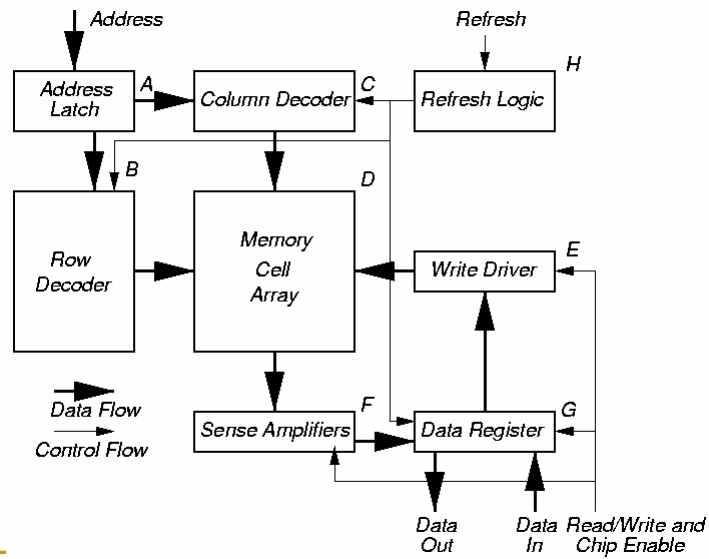 Address
Refresh
H
Address
Latch
A
Column Decoder
C
Refresh Logic
B
D
Row
Decoder
Memory
Cell
Array
E
Write Driver
Data Flow
Control Flow
F
Sense Amplifiers
G
Data Register
Data
Out
Data
In
Read/Write and
Chip Enable